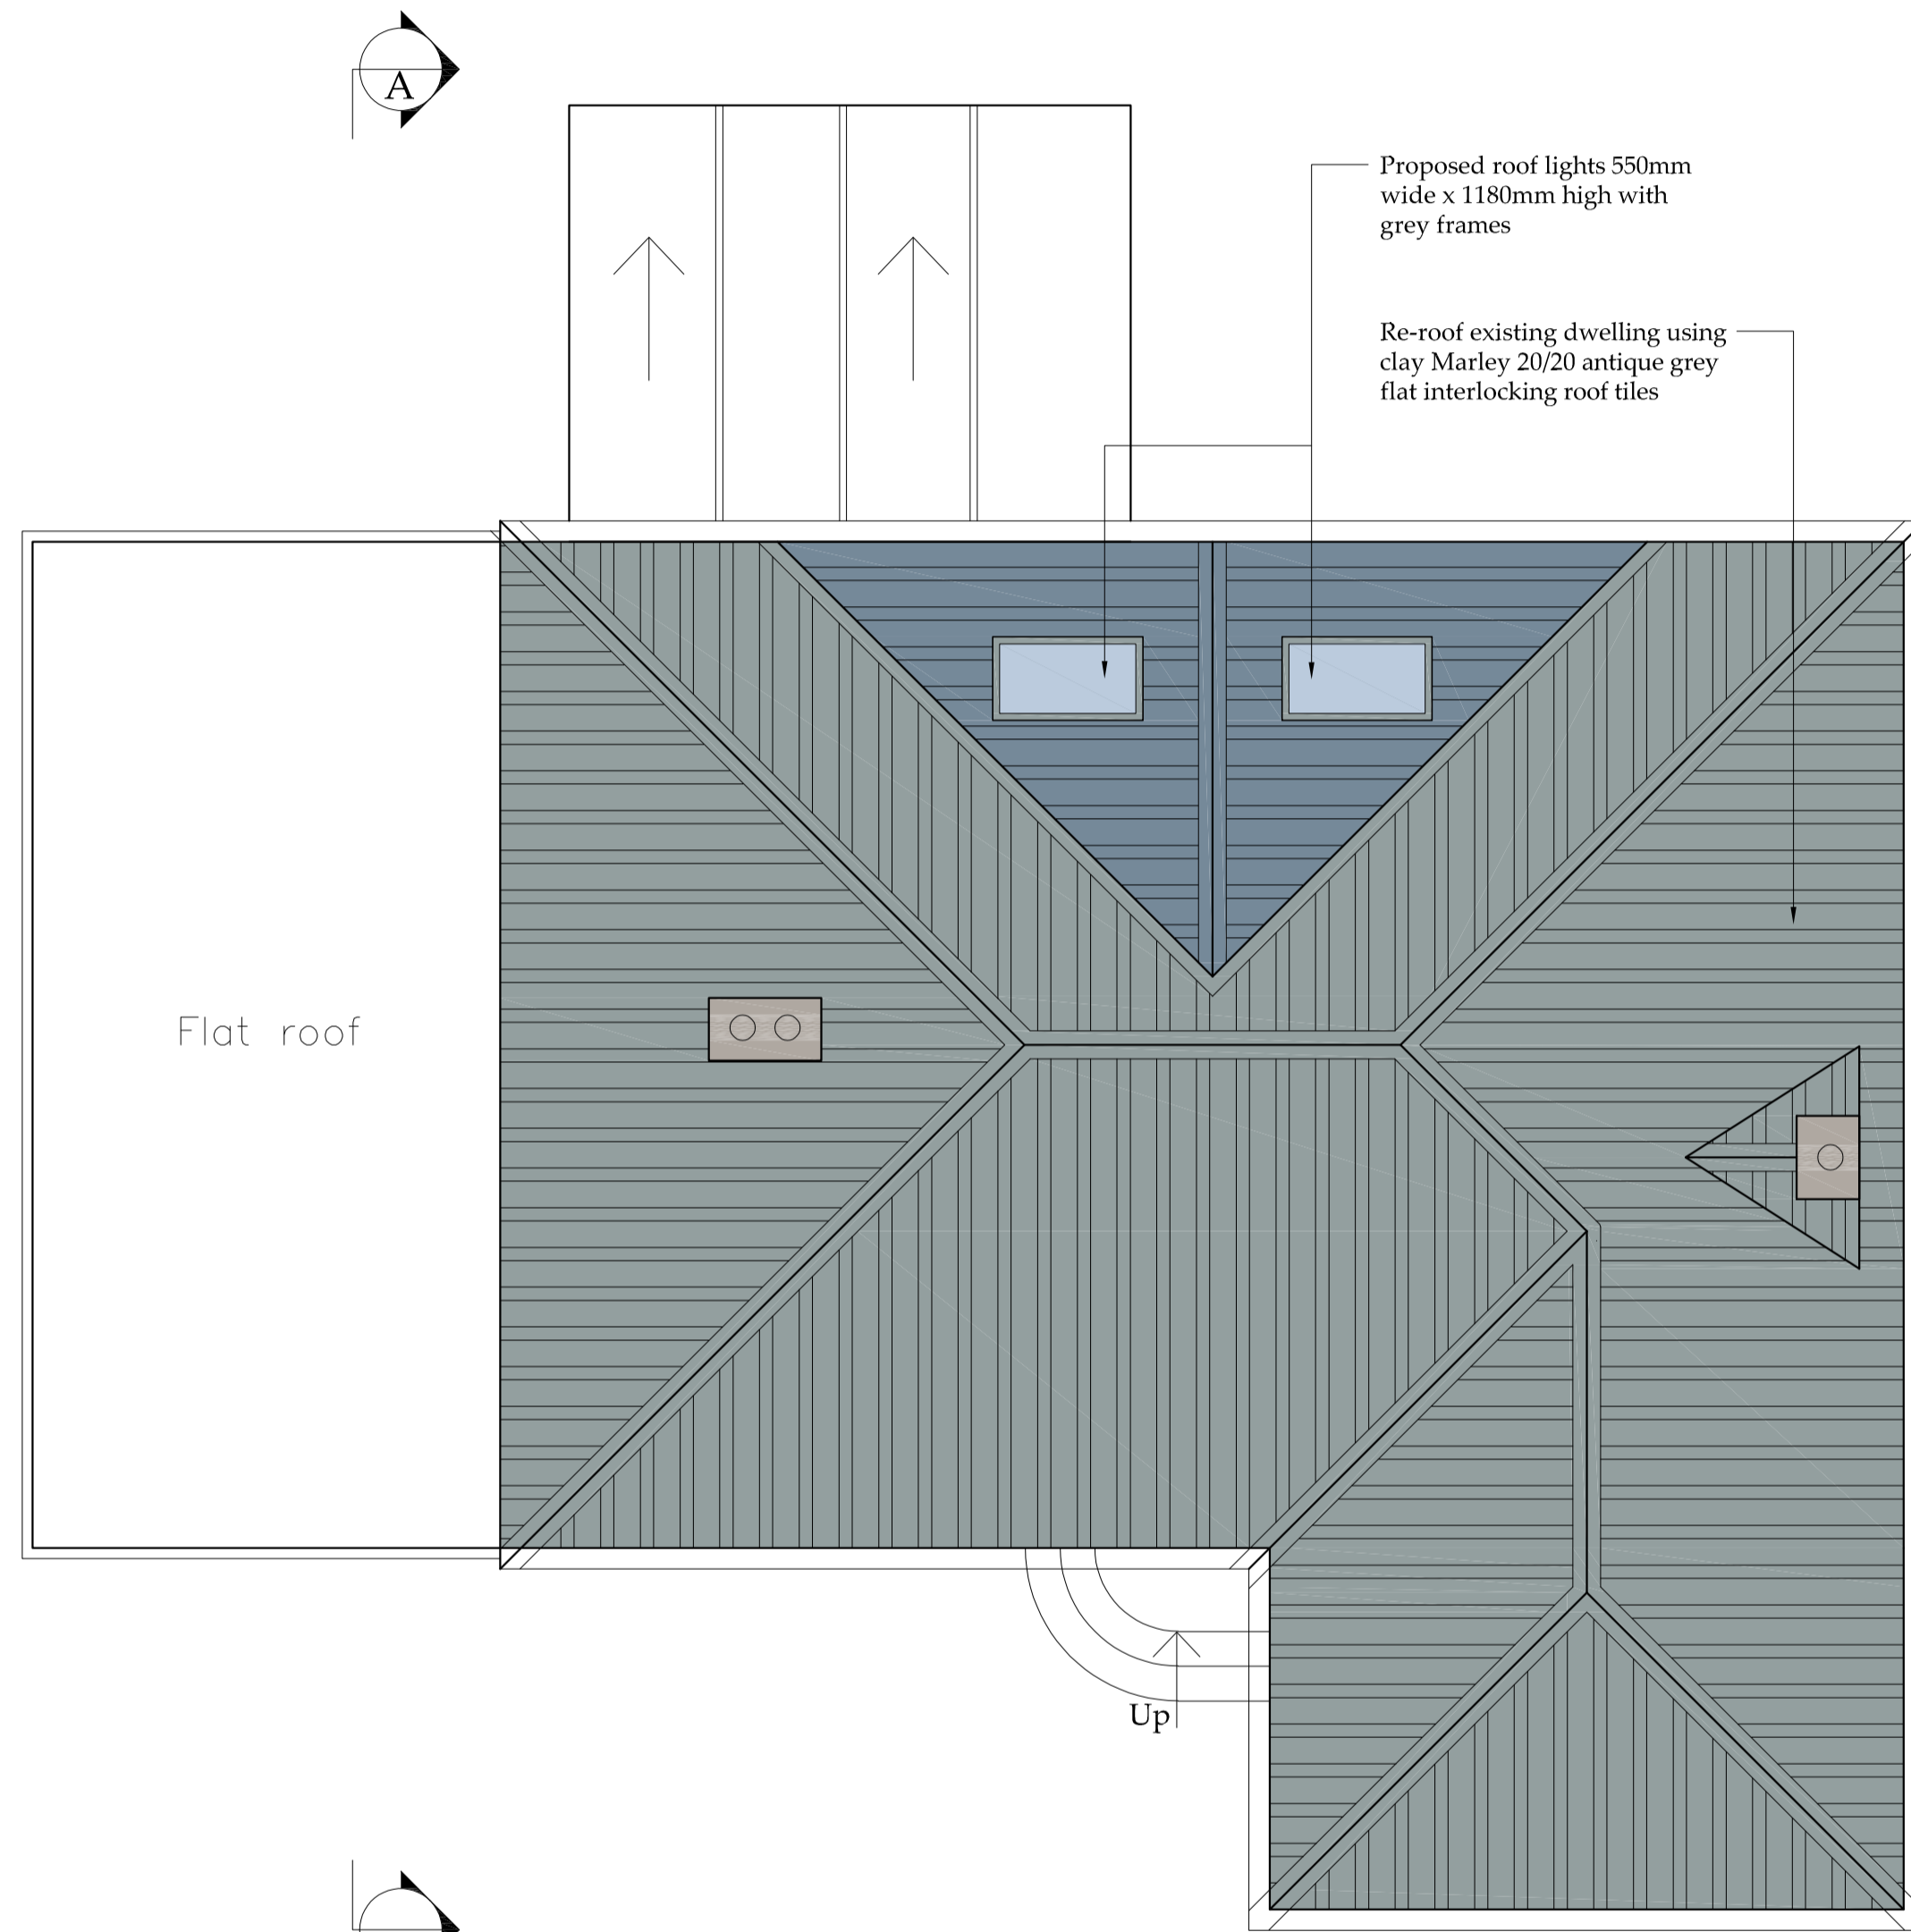 A
Proposed roof lights 550mm
wide x 1180mm high with
grey frames
Re-roof existing dwelling using
clay Marley 20/20 antique grey
flat interlocking roof tiles
Flat roof
Up